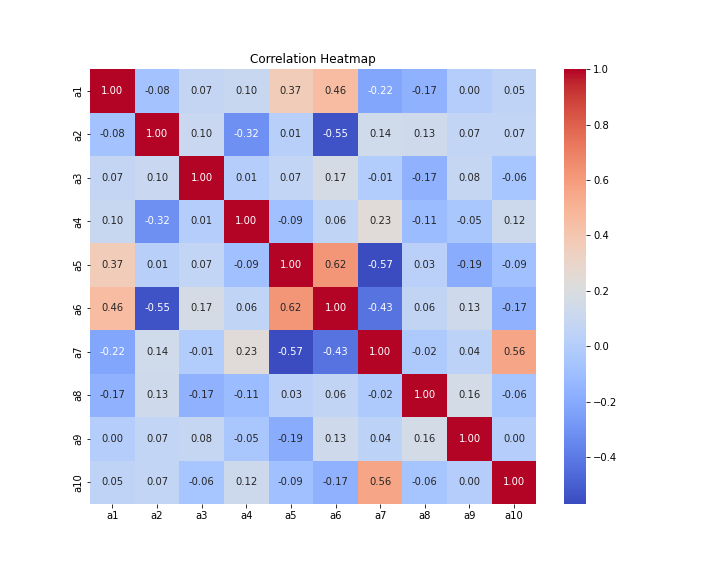 Correlation Heatmap
a1 1.00 -0.08 0.07 0.10 0.37 0.46 -0.22 -0.17 0.00 0.05
a2 -0.08 1.00 0.10 -0.32 0.01 -0.55 0.14 0.13 0.07 0.07
a3 0.07 0.10 1.00 0.01 0.07 0.17 -0.01 -0.17 0.08 -0.06
a4 0.10 -0.32 0.01 1.00 -0.09 0.06 0.23 -0.11 -0.05 0.12
a5 0.37 0.01 0.07 -0.09 1.00 0.62 -0.57 0.03 -0.19 -0.09
a6 0.46 -0.55 0.17 0.06 0.62 1.00 -0.43 0.06 0.13 -0.17
a7 -0.22 0.14 -0.01 0.23 -0.57 -0.43 1.00 -0.02 0.04 0.56
a8 -0.17 0.13 -0.17 -0.11 0.03 0.06 -0.02 1.00 0.16 -0.06
a9 0.00 0.07 0.08 -0.05 -0.19 0.13 0.04 0.16 1.00 0.00
a10 0.05 0.07 -0.06 0.12 -0.09 -0.17 0.56 -0.06 0.00 1.00
a1 a2 a3 a4 a5 a6 a7 a8 a9 a10
1.0
0.8
0.6
0.4
0.2
0.0
−0.2
−0.4